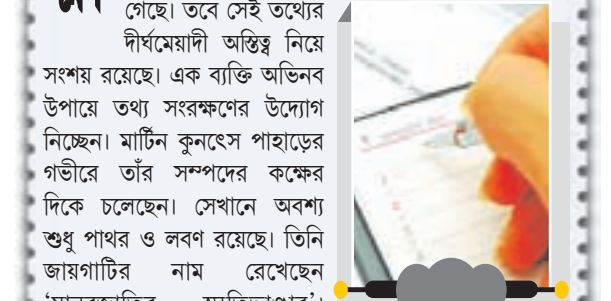 গেছে। তবে সেই তথ্যের
দীর্ঘমেয়াদী অস্তিত্ব নিয়ে
সংশয় রয়েছে। এক ব্যক্তি অভিনব
উপায়ে তথ্য সংরক্ষণের উদ্যোগ
নিচ্ছেন। মার্টিন কুনৎেস পাহাড়ের
গভীরে তাঁর সম্পদের কক্ষের
দিকে চলেছেন। সেখানে অবশ্য
শুধু পাথর ও লবণ রয়েছে। তিনি
জায়গাটির নাম রেখেছেন